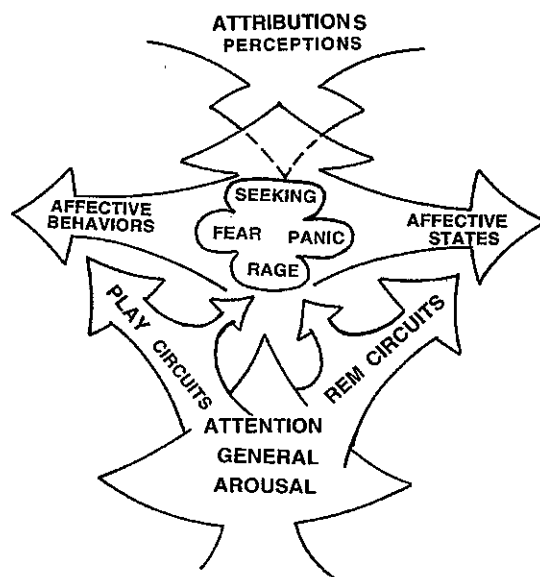 ATTRIBUTIONS
PERCEPTIONS
SEEKING
AFFECTIVE
BEHAVIORS
FEAR
PANIC
AFFECTIVE
STATES
RAGE
PLAY CIRCUITS
REM CIRCUITS
ATTENTION
GENERAL
AROUSAL